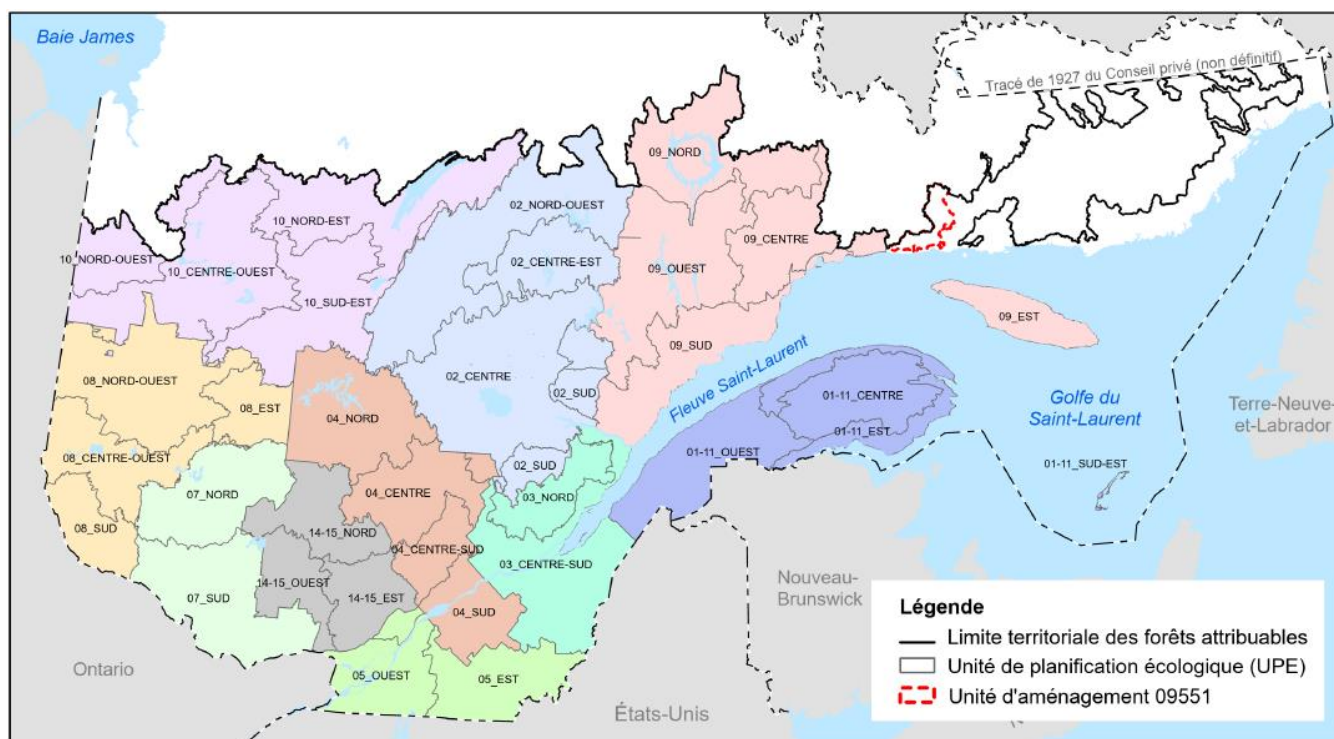 Baie James
Tracé de 1927 du Conseil privé (non définitif)
09_NORD
02_NORD-OUEST
10_NORD-EST
09_CENTRE
10_NORD-OUEST
10_CENTRE-OUEST
02_CENTRE-EST
09_OUEST
10_SUD-EST
09_EST
09_SUD
08_NORD-OUEST
02_CENTRE
02_SUD
Fleuve Saint-Laurent
01-11_CENTRE
Golfe du
Saint-Laurent
Terre-Neuve-
et-Labrador
08_EST
04_NORD
01-11_EST
01-11_OUEST
08_CENTRE-OUEST
02_SUD
01-11_SUD-EST
07_NORD
04_CENTRE
03_NORD
08_SUD
14-15_NORD
04_CENTRE-SUD
03_CENTRE-SUD
14-15_OUEST
07_SUD
14-15_EST
04_SUD
Nouveau-
Brunswick
Ontario
05_OUEST
05_EST
États-Unis
Légende
Limite territoriale des forêts attribuables
Unité de planification écologique (UPE)
Unité d'aménagement 09551